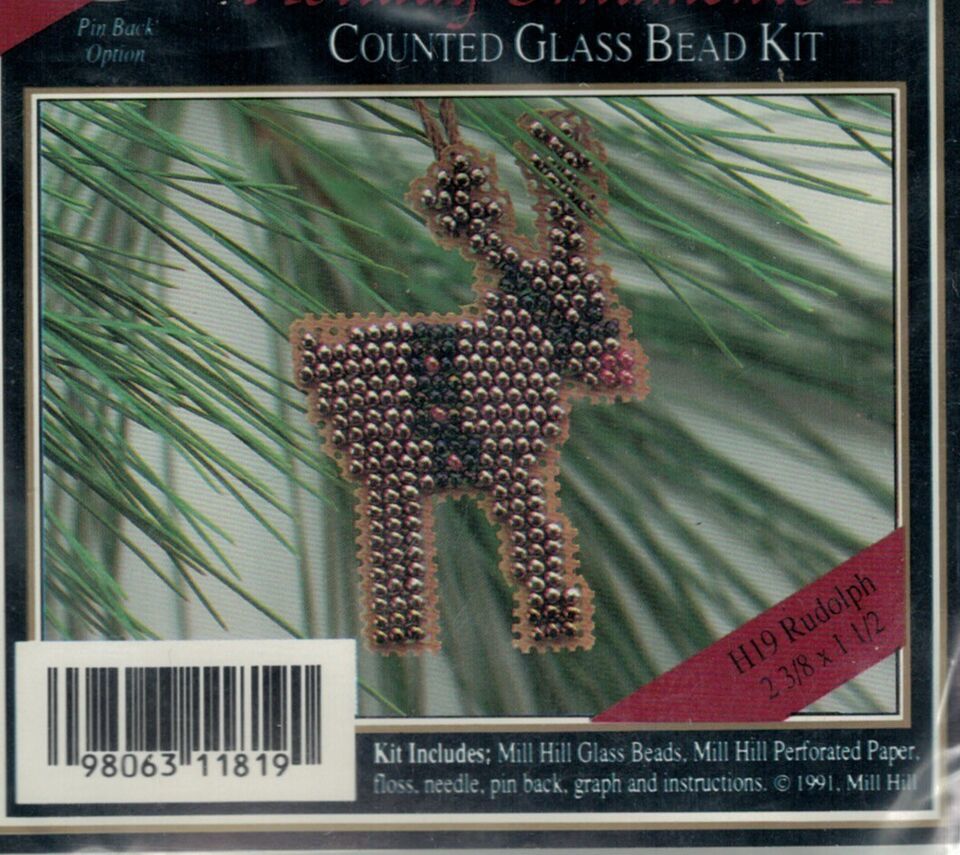 Pin Back
Option
COUNTED GLASS BEAD KIT
H19 Rudolph
2 3/8 x 1 1/2
98063 11819
Kit Includes; Mill Hill Glass Beads, Mill Hill Perforated Paper,
floss, needle, pin back, graph and instructions. © 1991, Mill Hill